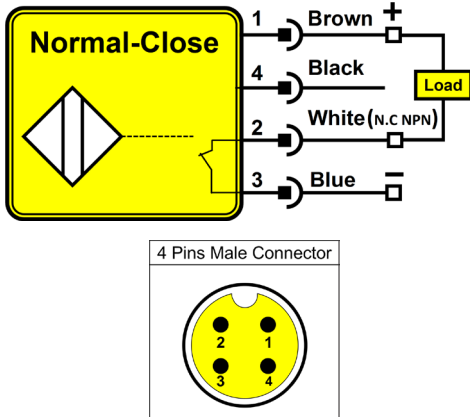 Normal-Close
1 Brown +
4 Black
Load
2 White (N.C NPN)
3 Blue –
4 Pins Male Connector
2 1
3 4